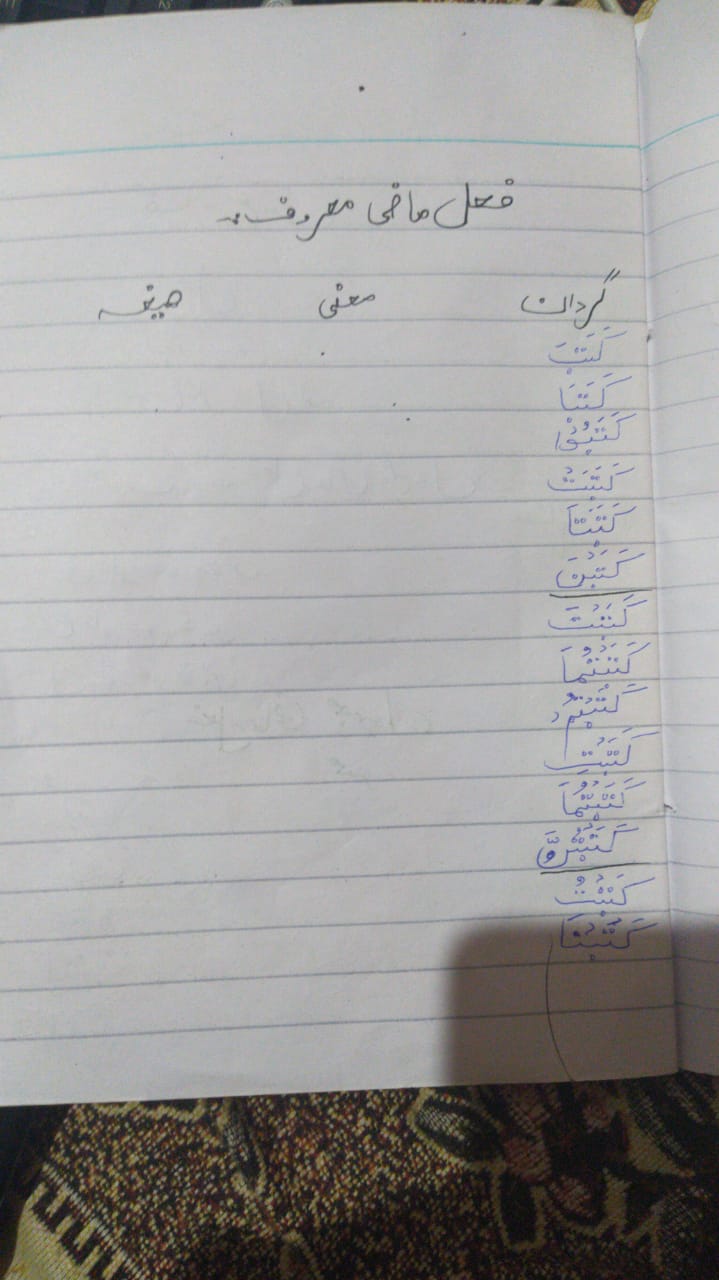 فعل ماضی معروف:
گردان معنی صیغہ
كَتَبَ
كَتَبَا
كَتَبُوْا
كَتَبَتْ
كَتَبَتَا
كَتَبْنَ
كَتَبْتَ
كَتَبْتُمَا
كَتَبْتُمْ
كَتَبْتِ
كَتَبْتُمَا
كَتَبْتُنَّ
كَتَبْتُ
كَتَبْنَا